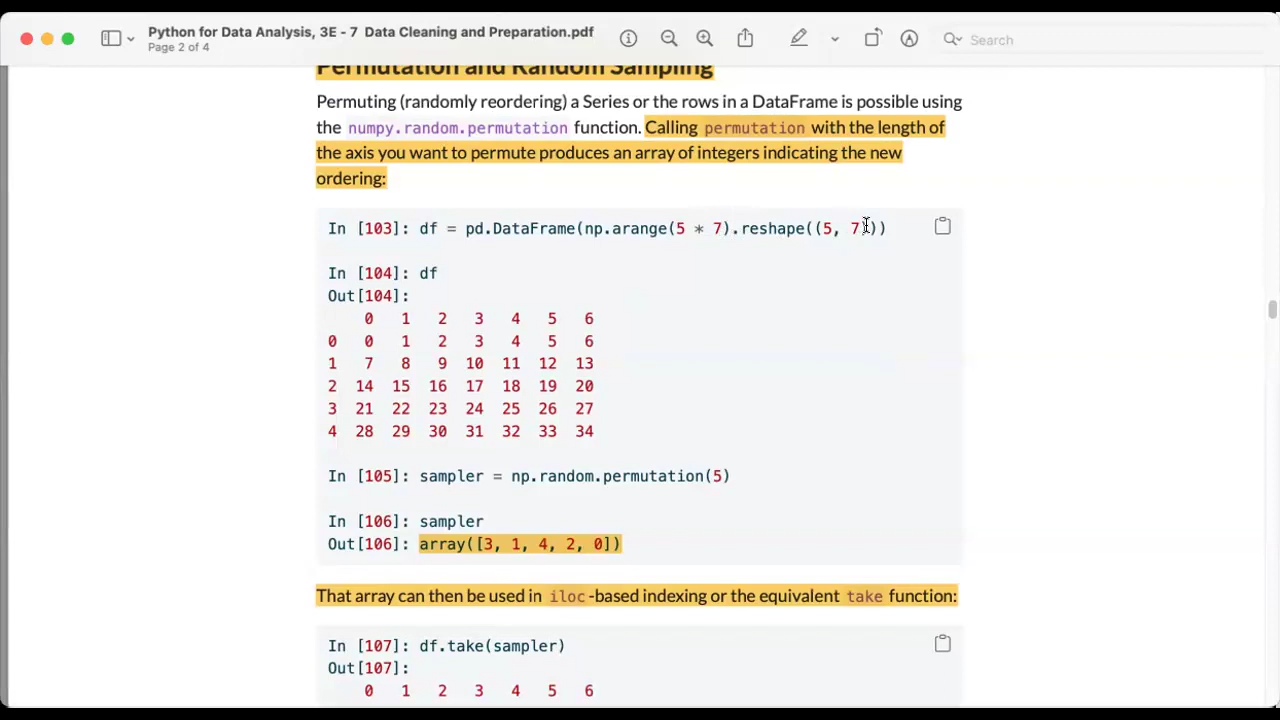 Python for Data Analysis, 3E - 7 Data Cleaning and Preparation.pdf
Page 2 of 4
Search
Permutation and Random Sampling
Permuting (randomly reordering) a Series or the rows in a DataFrame is possible using
the numpy.random.permutation function. Calling permutation with the length of
the axis you want to permute produces an array of integers indicating the new
ordering:
In [103]: df = pd.DataFrame(np.arange(5 * 7).reshape((5, 7)))
In [104]: df
Out[104]:
0 1 2 3 4 5 6
0 0 1 2 3 4 5 6
1 7 8 9 10 11 12 13
2 14 15 16 17 18 19 20
3 21 22 23 24 25 26 27
4 28 29 30 31 32 33 34
In [105]: sampler = np.random.permutation(5)
In [106]: sampler
Out[106]: array([3, 1, 4, 2, 0])
That array can then be used in iloc-based indexing or the equivalent take function:
In [107]: df.take(sampler)
Out[107]:
0 1 2 3 4 5 6